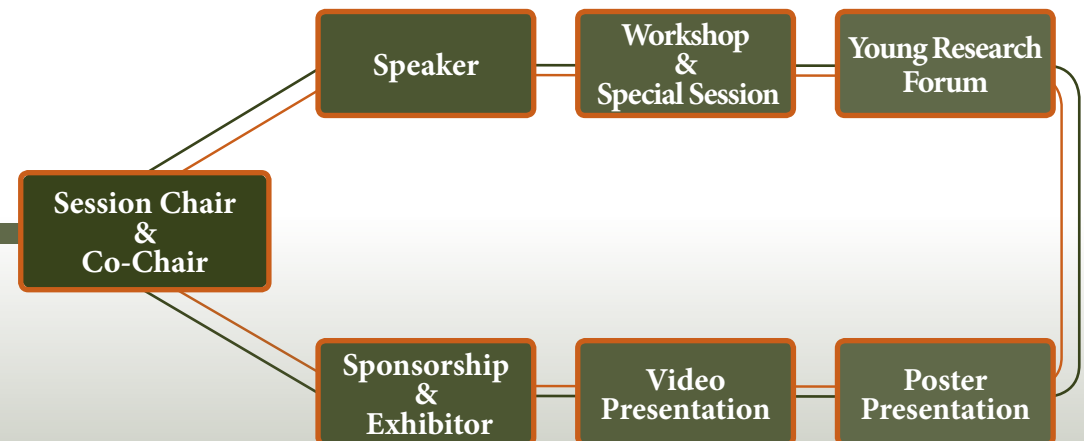 Speaker
Workshop
&
Special Session
Young Research
Forum
Session Chair
&
Co-Chair
Sponsorship
&
Exhibitor
Video
Presentation
Poster
Presentation